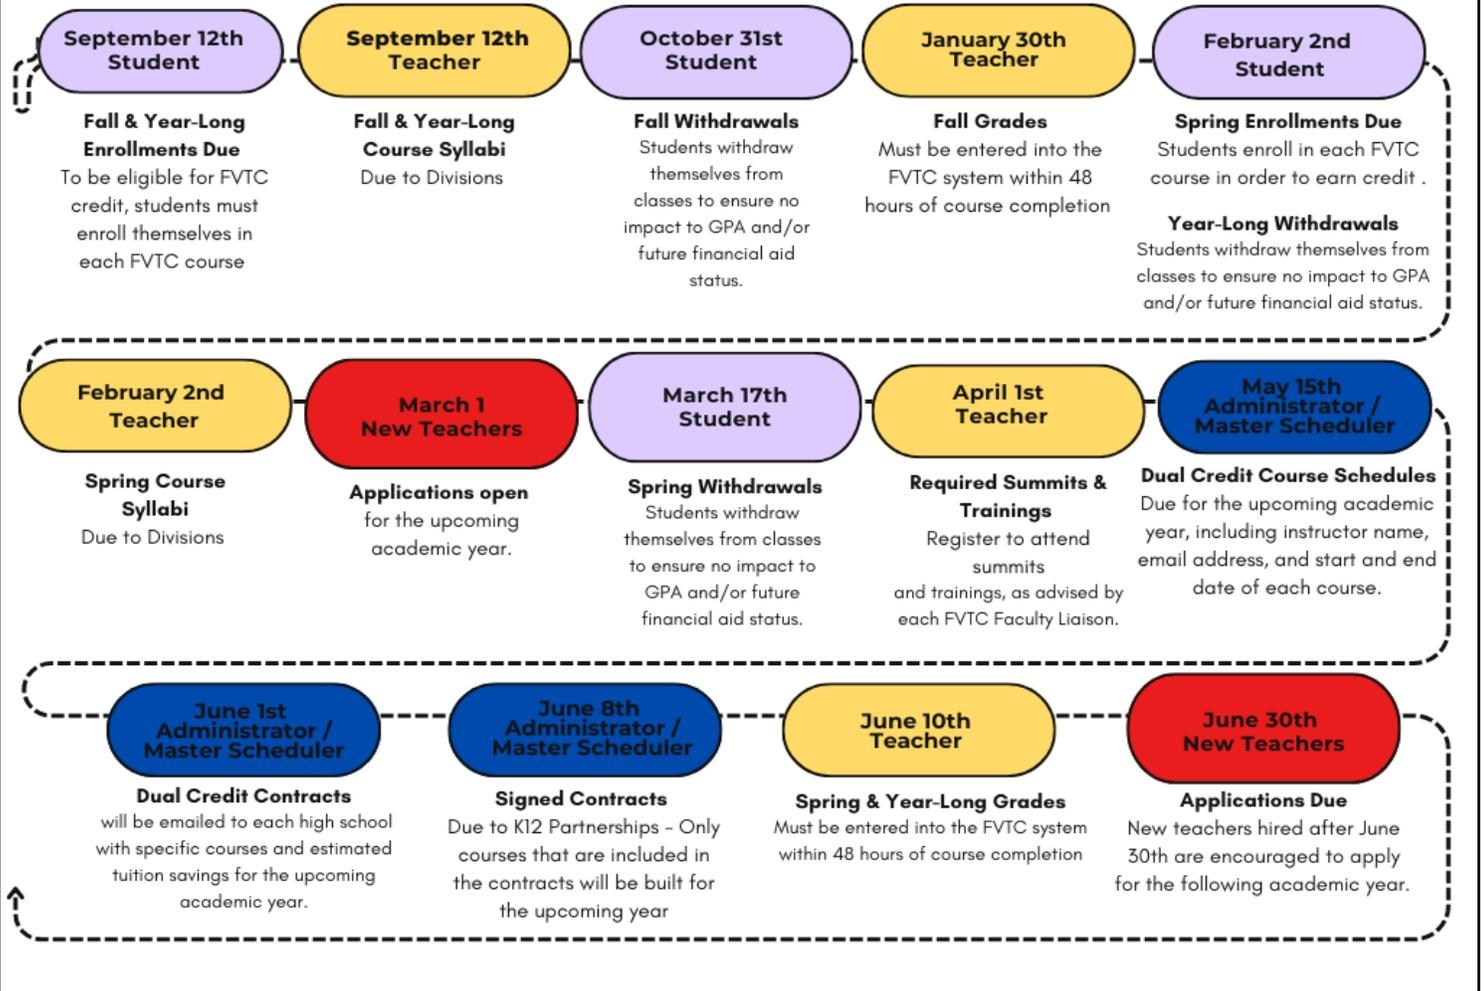 September 12th
Student
Fall & Year-Long
Enrollments Due
To be eligible for FVTC
credit, students must
enroll themselves in
each FVTC course
September 12th
Teacher
Fall & Year-Long
Course Syllabi
Due to Divisions
October 31st
Student
Fall Withdrawals
Students withdraw
themselves from
classes to ensure no
impact to GPA and/or
future financial aid
status.
January 30th
Teacher
Fall Grades
Must be entered into the
FVTC system within 48
hours of course completion
February 2nd
Student
Spring Enrollments Due
Students enroll in each FVTC
course in order to earn credit .
Year-Long Withdrawals
Students withdraw themselves from
classes to ensure no impact to GPA
and/or future financial aid status.
February 2nd
Teacher
Spring Course
Syllabi
Due to Divisions
March 1
New Teachers
Applications open
for the upcoming
academic year.
March 17th
Student
Spring Withdrawals
Students withdraw
themselves from classes
to ensure no impact to
GPA and/or future
financial aid status.
April 1st
Teacher
Required Summits &
Trainings
Register to attend
summits
and trainings, as advised by
each FVTC Faculty Liaison.
May 15th
Administrator /
Master Scheduler
Dual Credit Course Schedules
Due for the upcoming academic
year, including instructor name,
email address, and start and end
date of each course.
June 1st
Administrator /
Master Scheduler
Dual Credit Contracts
will be emailed to each high school
with specific courses and estimated
tuition savings for the upcoming
academic year.
June 8th
Administrator /
Master Scheduler
Signed Contracts
Due to K12 Partnerships - Only
courses that are included in
the contracts will be built for
the upcoming year
June 10th
Teacher
Spring & Year-Long Grades
Must be entered into the FVTC system
within 48 hours of course completion
June 30th
New Teachers
Applications Due
New teachers hired after June
30th are encouraged to apply
for the following academic year.